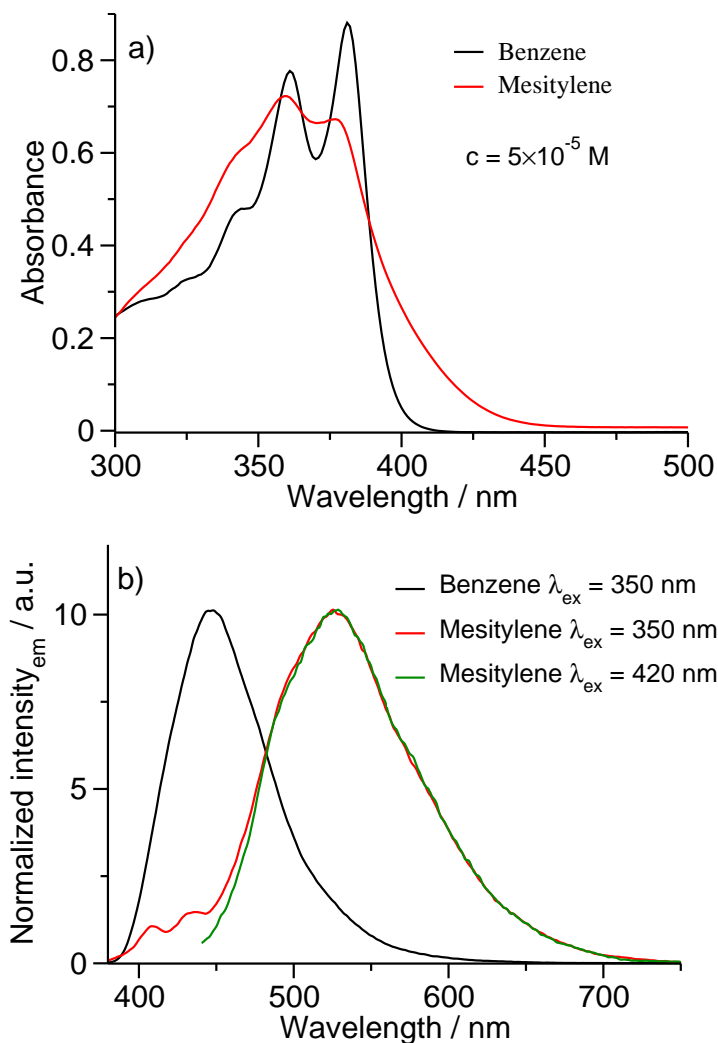 a)
Benzene
Mesitylene
c = 5×10⁻⁵ M
0.8
0.6
0.4
0.2
0
Absorbance
300 350 400 450 500
Wavelength / nm
b)
Benzene λex = 350 nm
Mesitylene λex = 350 nm
Mesitylene λex = 420 nm
10
5
0
Normalized intensityem / a.u.
400 500 600 700
Wavelength / nm